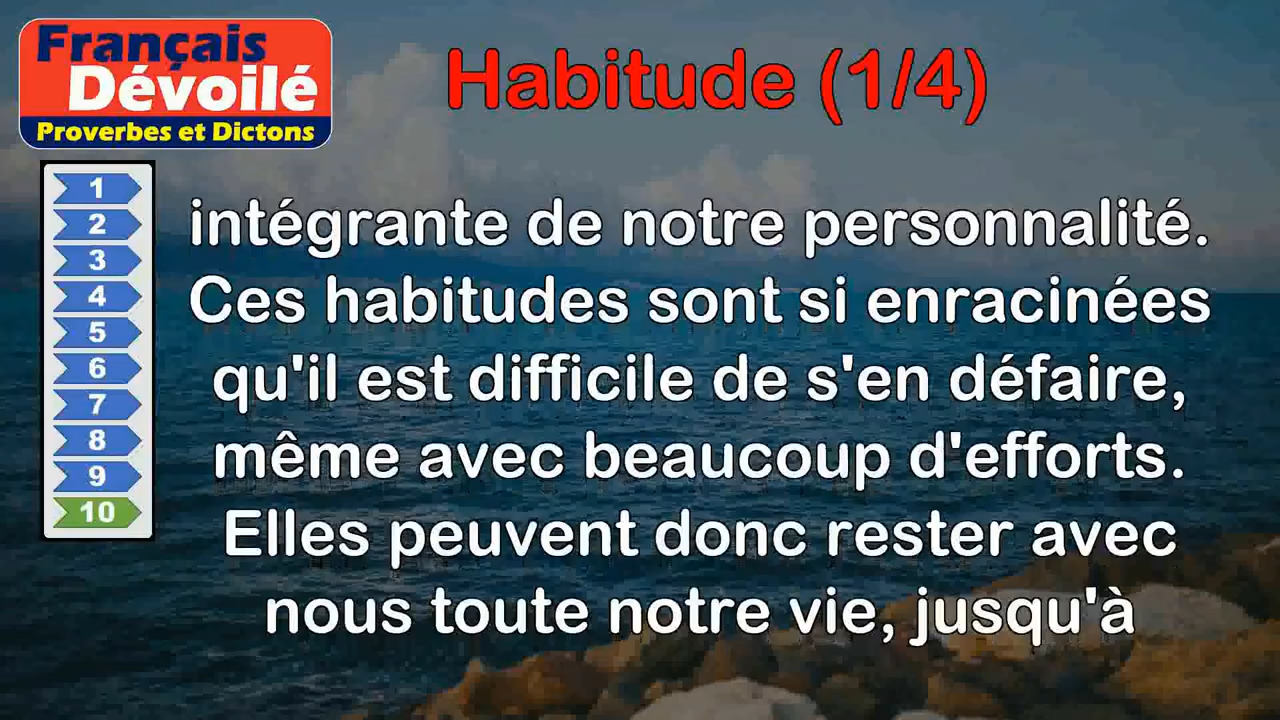 Français
Dévoilé
Proverbes et Dictons
Habitude (1/4)
1
2
3
4
5
6
7
8
9
10
intégrante de notre personnalité.
Ces habitudes sont si enracinées
qu'il est difficile de s'en défaire,
même avec beaucoup d'efforts.
Elles peuvent donc rester avec
nous toute notre vie, jusqu'à